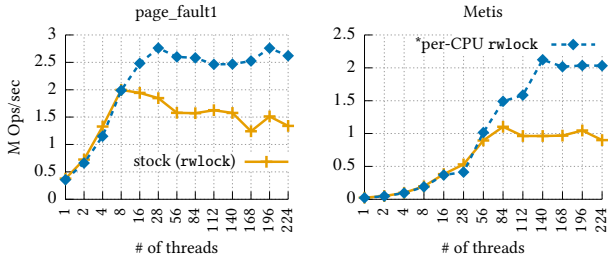 page_fault1
M Ops/sec
3
2.5
2
1.5
1
0.5
0
stock (rwlock)
1 2 4 8 16 28 56 84 112 140 168 196 224
# of threads
Metis
*per-CPU rwlock
2.5
2
1.5
1
0.5
0
1 2 4 8 16 28 56 84 112 140 168 196 224
# of threads